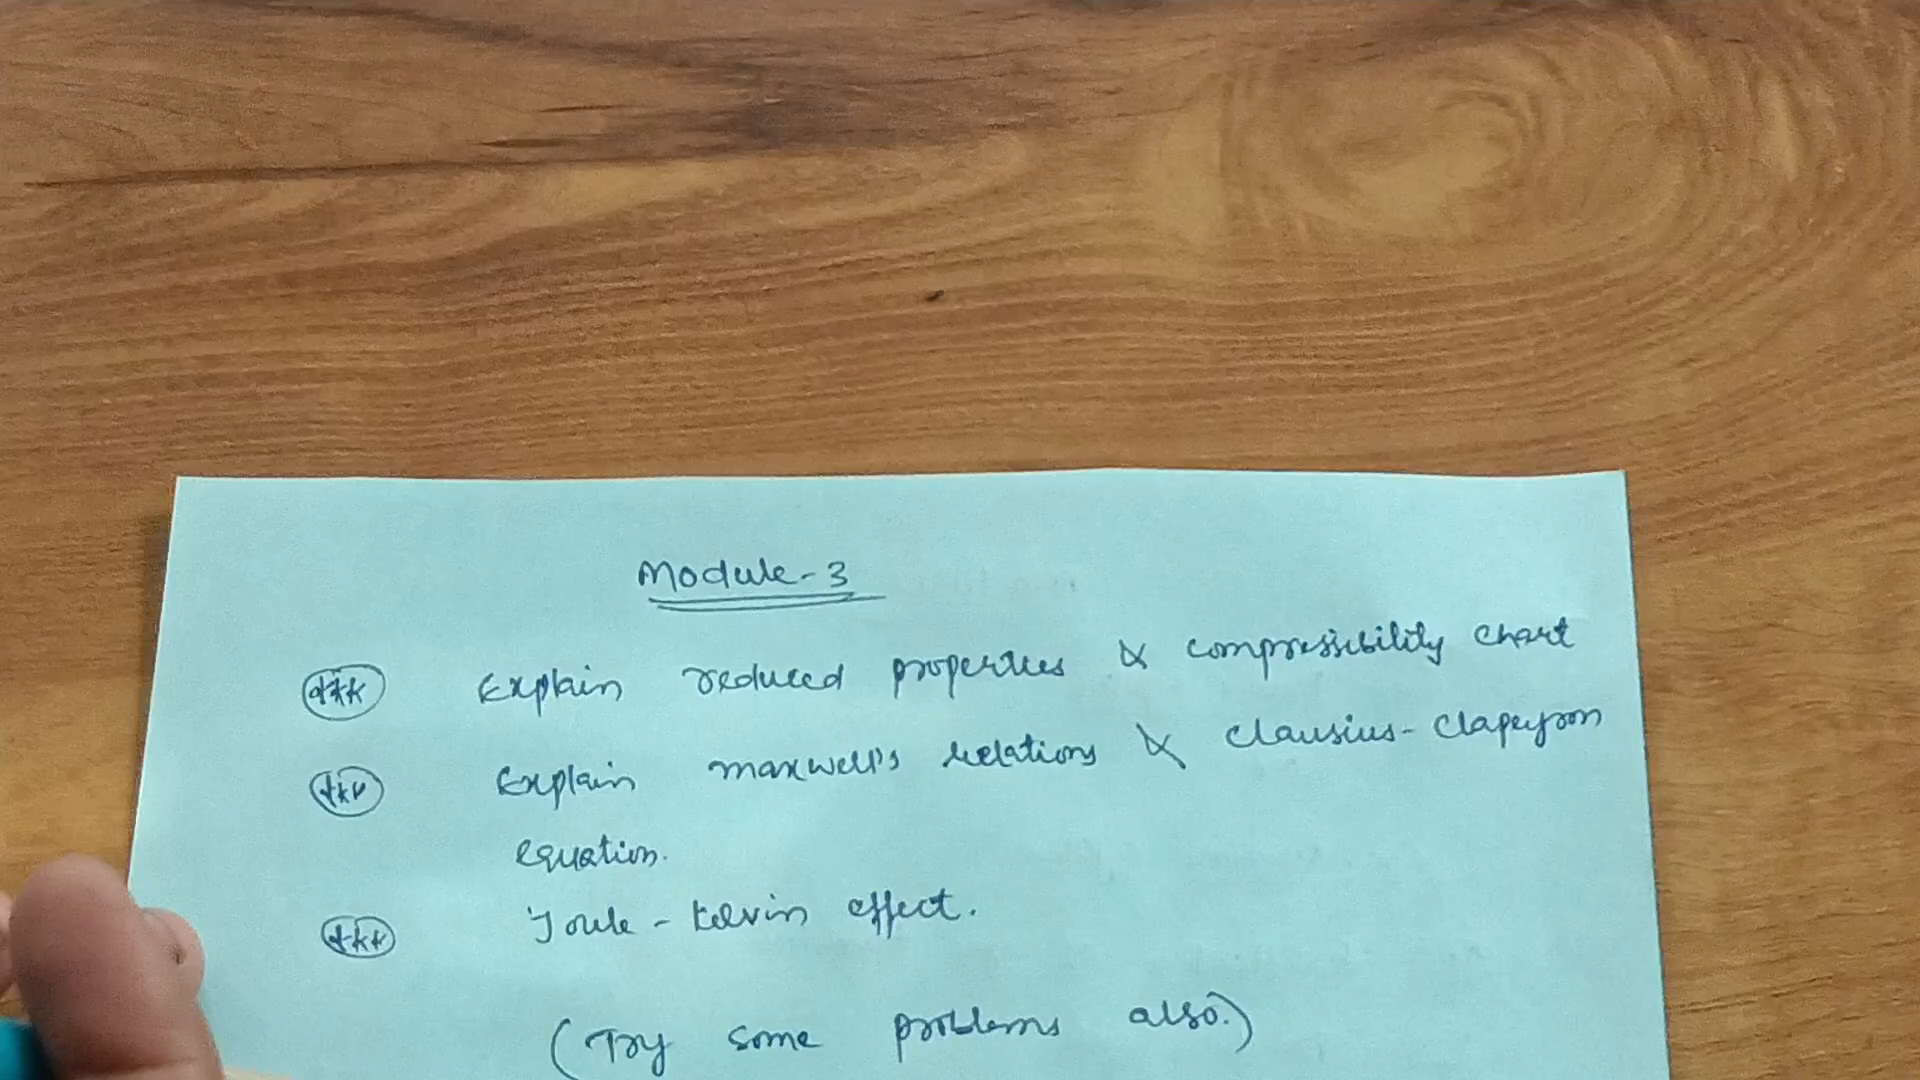 Module-3
*** Explain reduced properties & compressibility chart
*** Explain maxwell's relations & clausius-clapeyron
equation.
*** Joule-Kelvin effect.
(Try some problems also.)